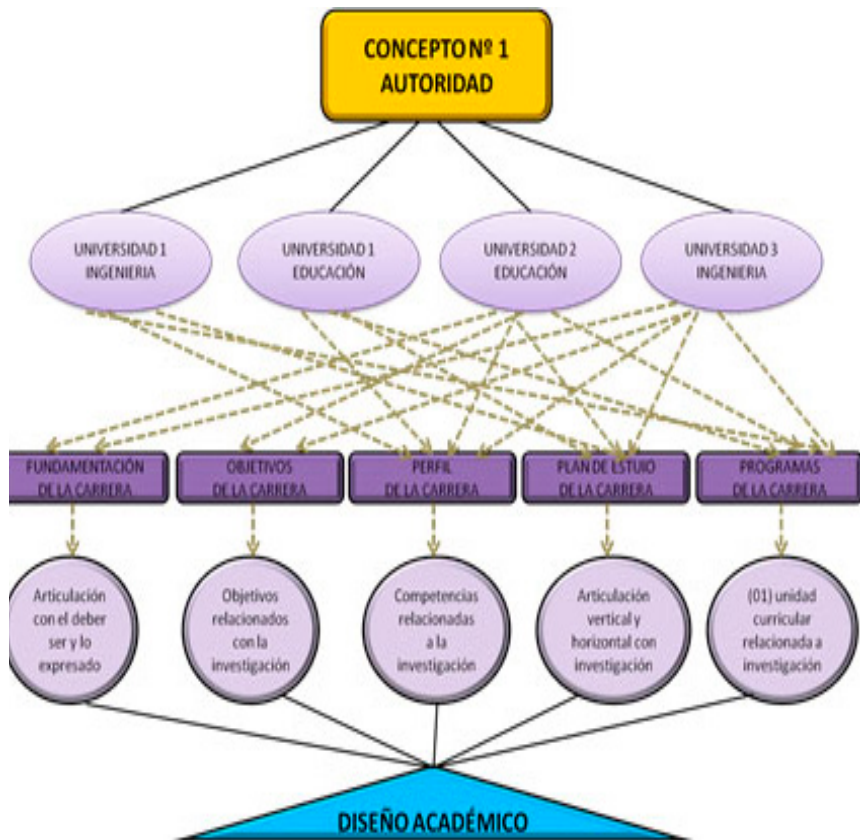 CONCEPTO Nº 1
AUTORIDAD
UNIVERSIDAD 1
INGENIERIA
UNIVERSIDAD 1
EDUCACIÓN
UNIVERSIDAD 2
EDUCACIÓN
UNIVERSIDAD 3
INGENIERIA
FUNDAMENTACIÓN
DE LA CARRERA
OBJETIVOS
DE LA CARRERA
PERFIL
DE LA CARRERA
PLAN DE ESTUIO
DE LA CARRERA
PROGRAMAS
DE LA CARRERA
Articulación
con el deber
ser y lo
expresado
Objetivos
relacionados
con la
investigación
Competencias
relacionadas
a la
investigación
Articulación
vertical y
horizontal con
investigación
(01) unidad
curricular
relacionada a
investigación
DISEÑO ACADÉMICO